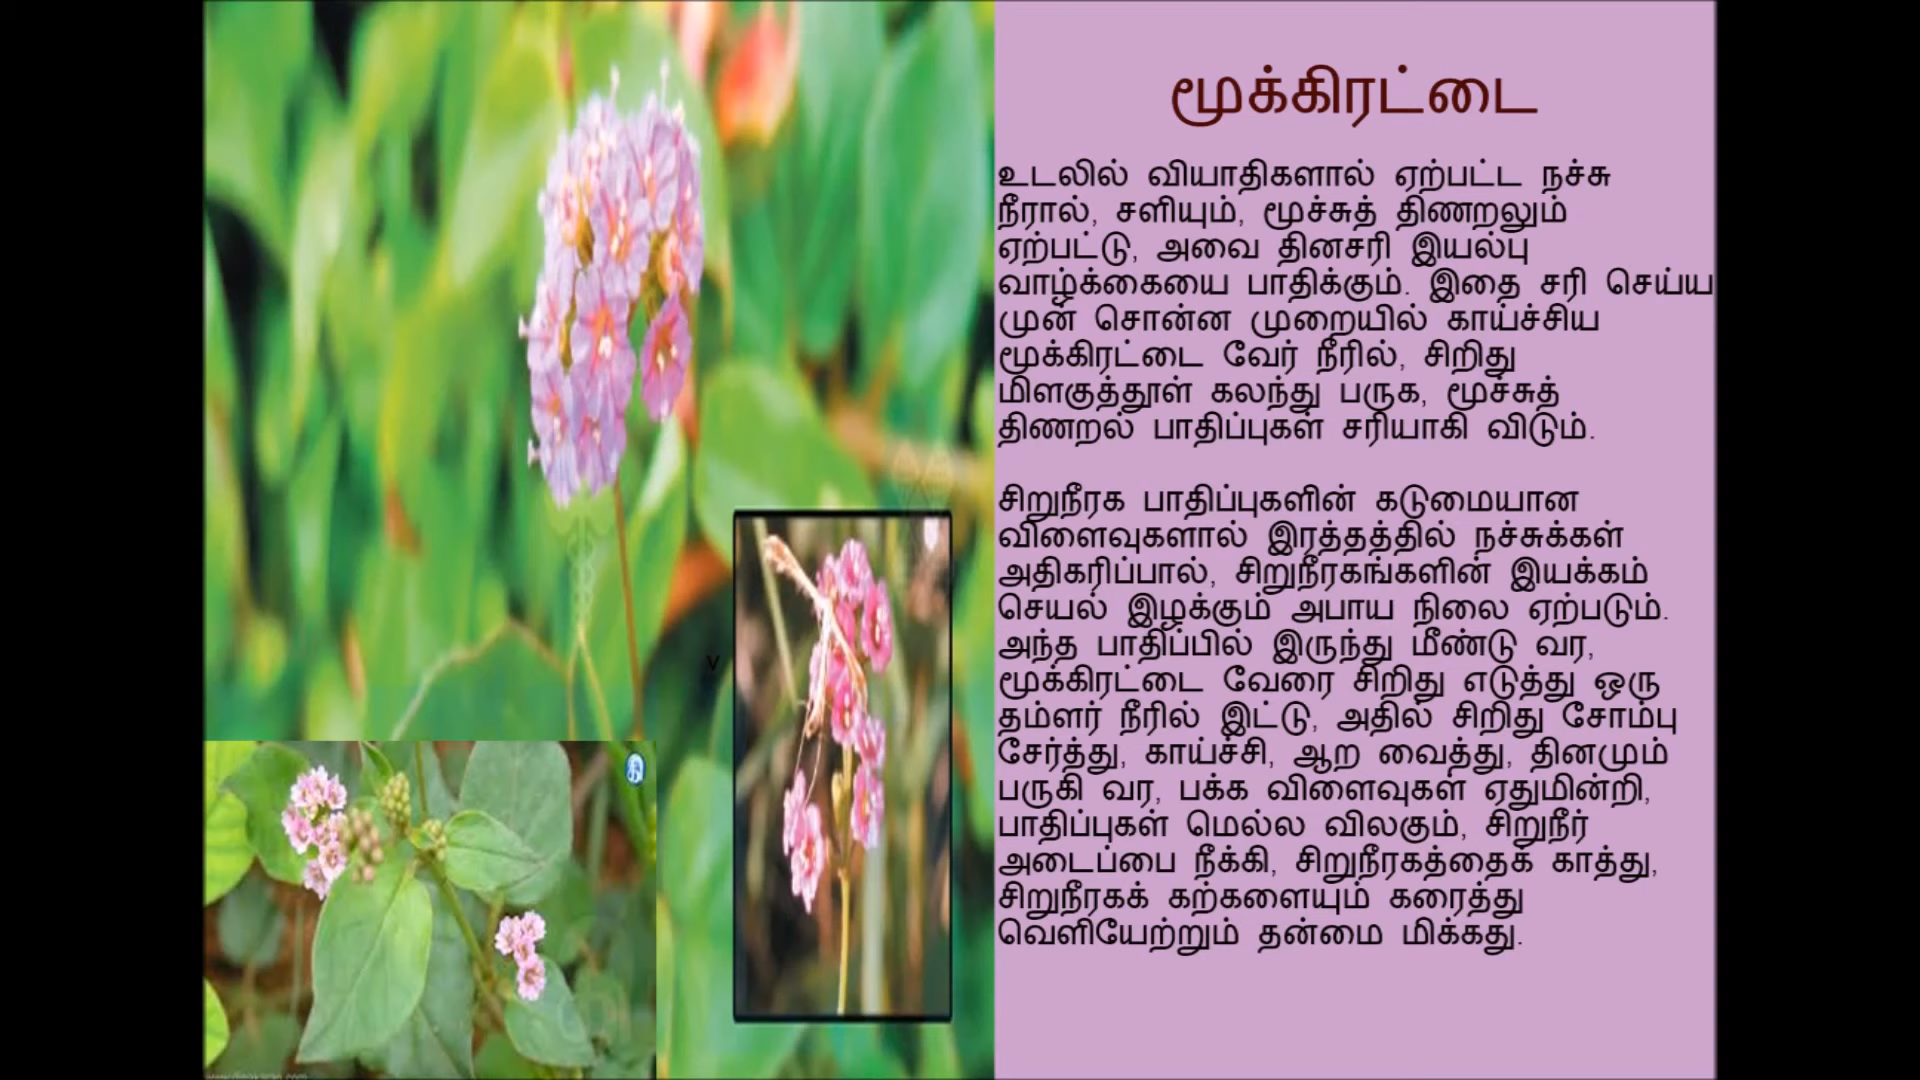 மூக்கிரட்டை
உடலில் வியாதிகளால் ஏற்பட்ட நச்சு
நீரால், சளியும், மூச்சுத் திணறலும்
ஏற்பட்டு, அவை தினசரி இயல்பு
வாழ்க்கையை பாதிக்கும். இதை சரி செய்ய
முன் சொன்ன முறையில் காய்ச்சிய
மூக்கிரட்டை வேர் நீரில், சிறிது
மிளகுத்தூள் கலந்து பருக, மூச்சுத்
திணறல் பாதிப்புகள் சரியாகி விடும்.
சிறுநீரக பாதிப்புகளின் கடுமையான
விளைவுகளால் இரத்தத்தில் நச்சுக்கள்
அதிகரிப்பால், சிறுநீரகங்களின் இயக்கம்
செயல் இழக்கும் அபாய நிலை ஏற்படும்.
அந்த பாதிப்பில் இருந்து மீண்டு வர,
மூக்கிரட்டை வேரை சிறிது எடுத்து ஒரு
தம்ளர் நீரில் இட்டு, அதில் சிறிது சோம்பு
சேர்த்து, காய்ச்சி, ஆற வைத்து, தினமும்
பருகி வர, பக்க விளைவுகள் ஏதுமின்றி,
பாதிப்புகள் மெல்ல விலகும், சிறுநீர்
அடைப்பை நீக்கி, சிறுநீரகத்தைக் காத்து,
சிறுநீரகக் கற்களையும் கரைத்து
வெளியேற்றும் தன்மை மிக்கது.
v